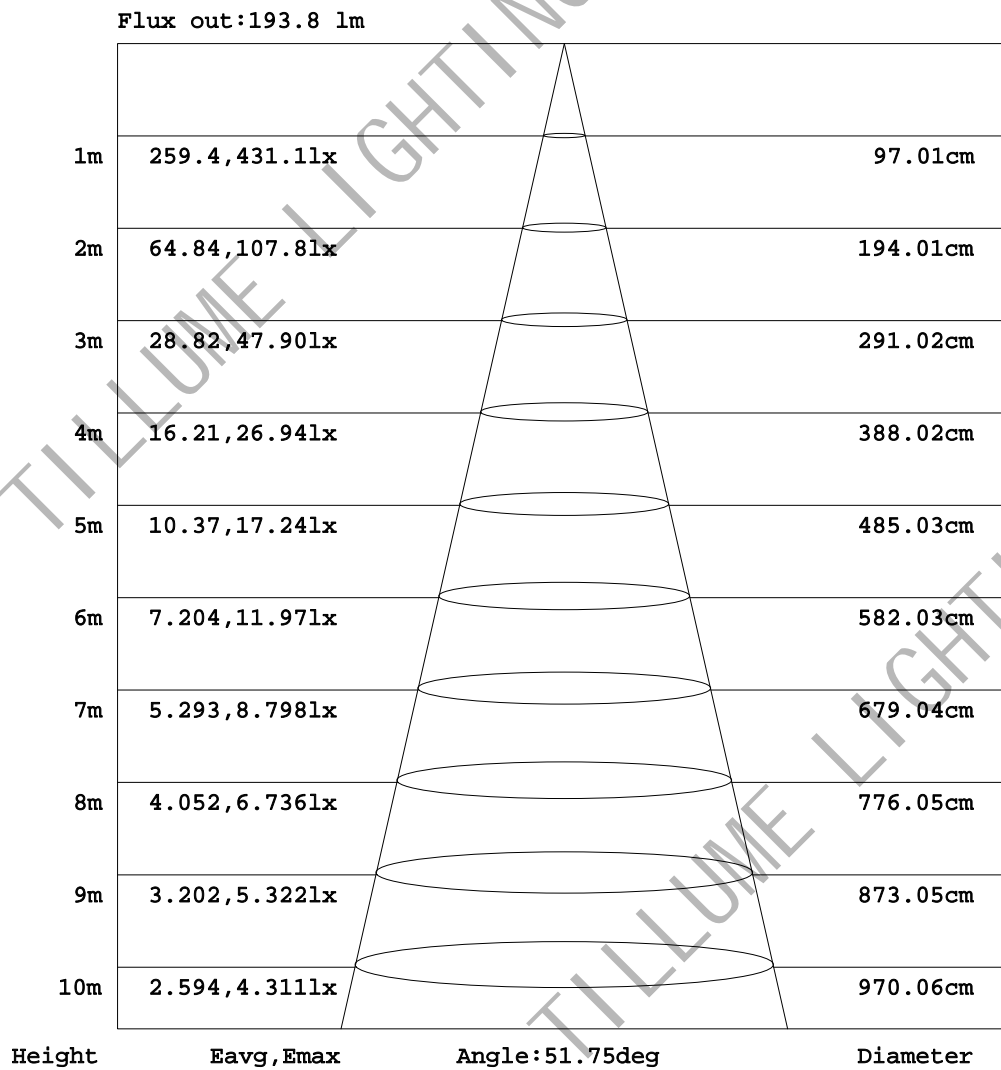 Flux out:193.8 lm
1m 259.4,431.1lx 97.01cm
2m 64.84,107.8lx 194.01cm
3m 28.82,47.90lx 291.02cm
4m 16.21,26.94lx 388.02cm
5m 10.37,17.24lx 485.03cm
6m 7.204,11.97lx 582.03cm
7m 5.293,8.798lx 679.04cm
8m 4.052,6.736lx 776.05cm
9m 3.202,5.322lx 873.05cm
10m 2.594,4.311lx 970.06cm
Height Eavg,Emax Angle:51.75deg Diameter
TILLUME LIGHTING
TILLUME LIGHTI